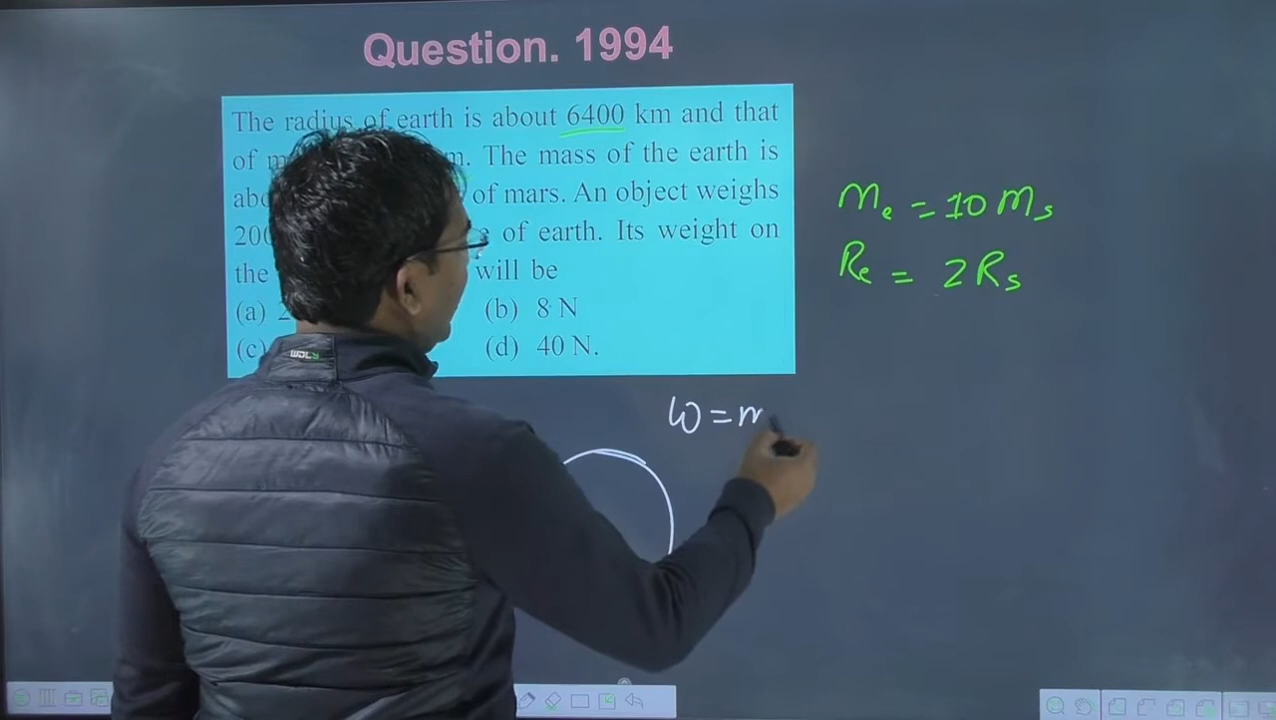 Question. 1994
The radius of earth is about 6400 km and that
of The mass of the earth is
of mars. An object weighs
of earth. Its weight on
the will be
(a) (b) 8 N
(c) (d) 40 N.
Me = 10 Ms
Re = 2 Rs
W = m
WDLY